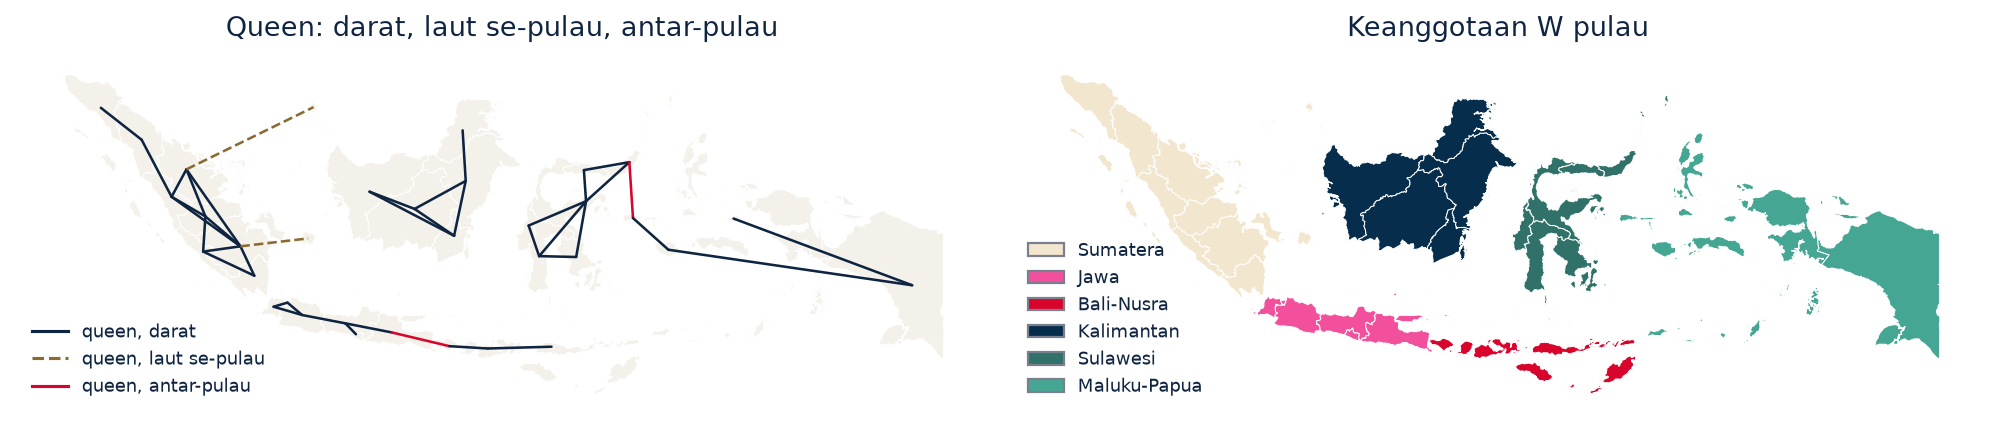 Queen: darat, laut se-pulau, antar-pulau
queen, darat
queen, laut se-pulau
queen, antar-pulau
Keanggotaan W pulau
Sumatera
Jawa
Bali-Nusra
Kalimantan
Sulawesi
Maluku-Papua